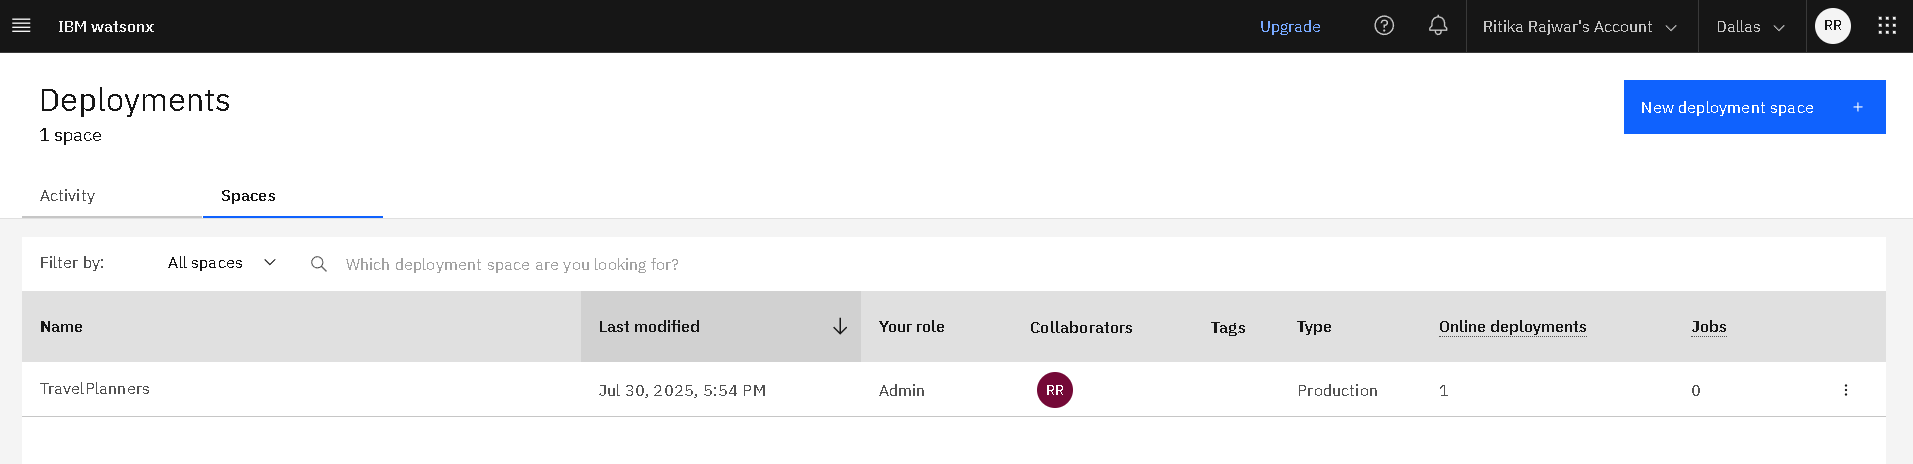 IBM watsonx Upgrade Ritika Rajwar's Account Dallas RR
Deployments
1 space
New deployment space +
Activity Spaces
Filter by: All spaces Which deployment space are you looking for?
Name Last modified Your role Collaborators Tags Type Online deployments Jobs
TravelPlanners Jul 30, 2025, 5:54 PM Admin RR Production 1 0